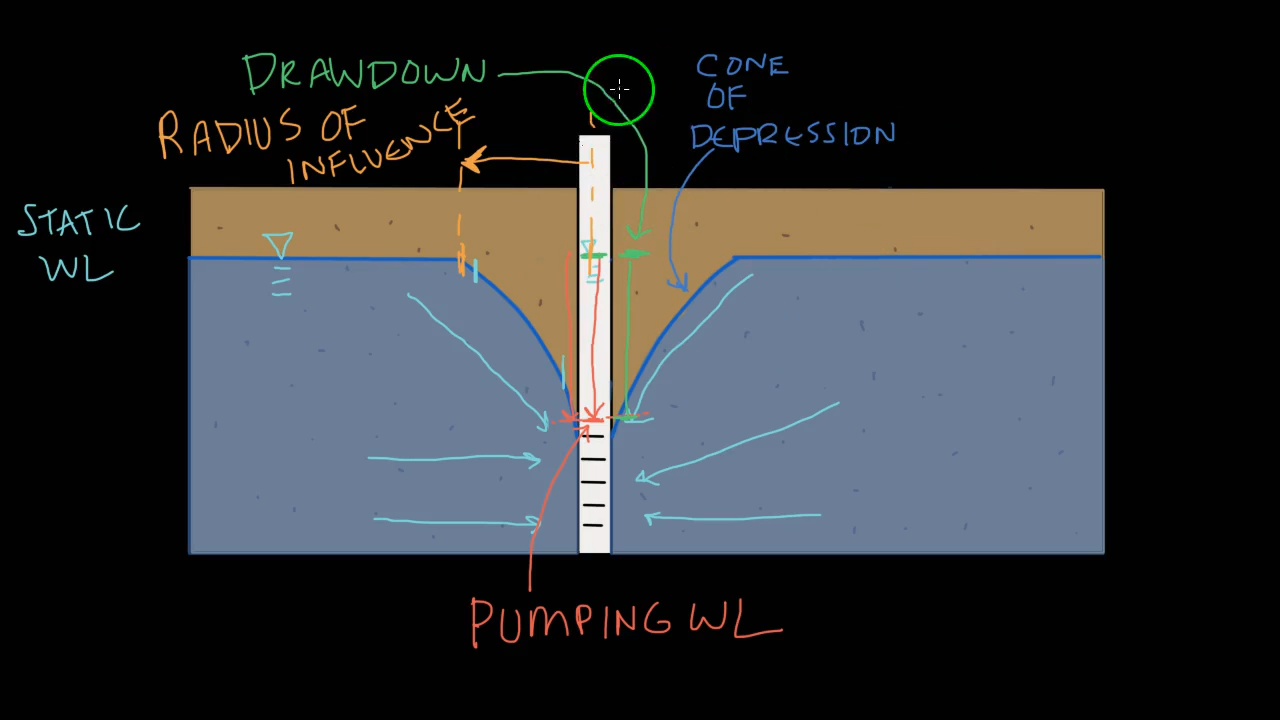 DRAWDOWN
CONE
OF
DEPRESSION
RADIUS OF
INFLUENCE
STATIC
WL
PUMPING WL